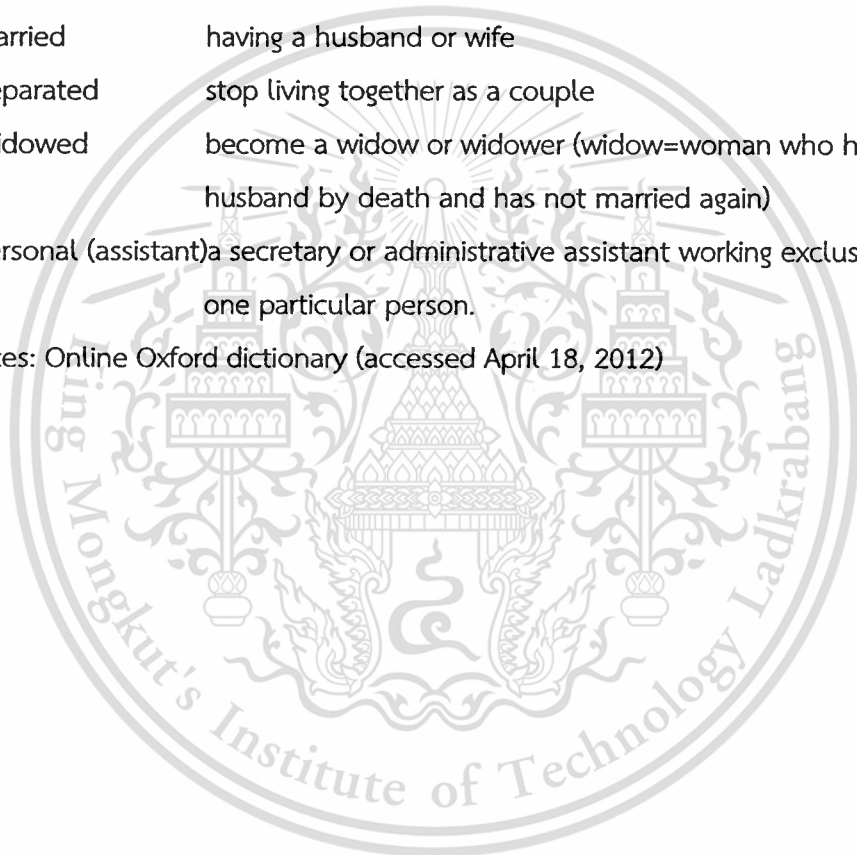 arried having a husband or wife
eparated stop living together as a couple
idowed become a widow or widower (widow=woman who h
husband by death and has not married again)
ersonal (assistant)a secretary or administrative assistant working exclus
one particular person.
es: Online Oxford dictionary (accessed April 18, 2012)
King Mongkut's Institute of Technology Ladkrabang